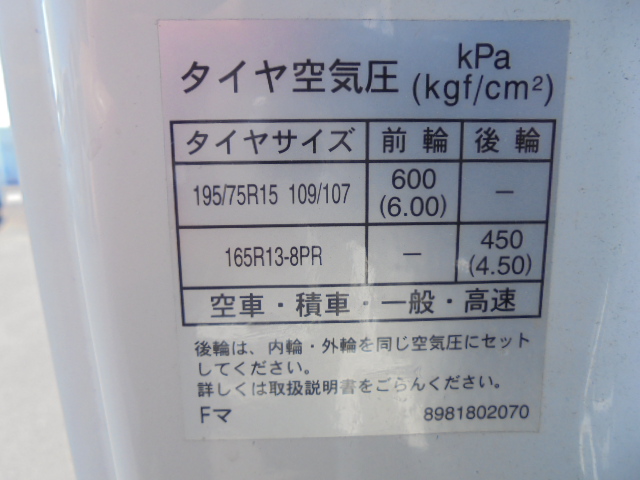 タイヤ空気圧 kPa
(kgf/cm²)
タイヤサイズ 前輪 後輪
195/75R15 109/107 600
(6.00) －
165R13-8PR － 450
(4.50)
空車・積車・一般・高速
後輪は、内輪・外輪を同じ空気圧にセット
してください。
詳しくは取扱説明書をごらんください。
Fマ 8981802070